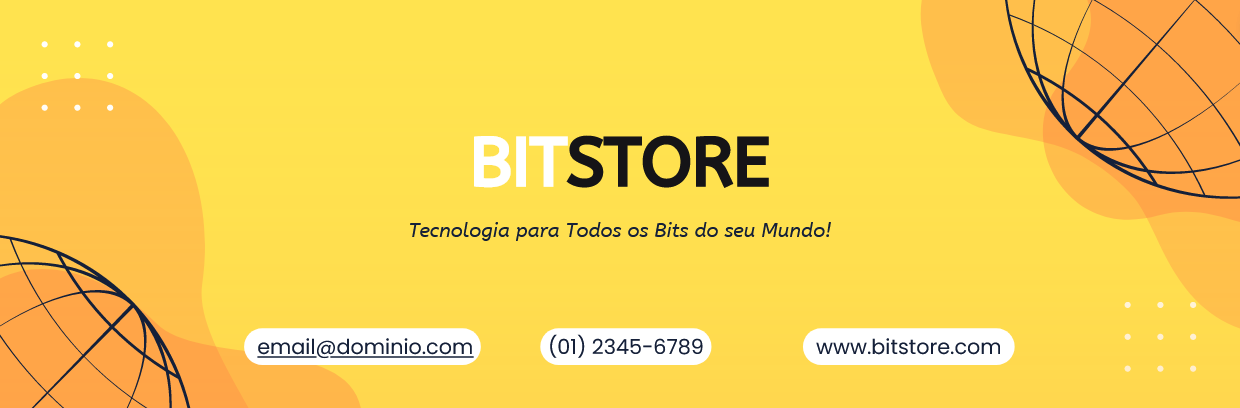 BITSTORE
Tecnologia para Todos os Bits do seu Mundo!
email@dominio.com
(01) 2345-6789
www.bitstore.com